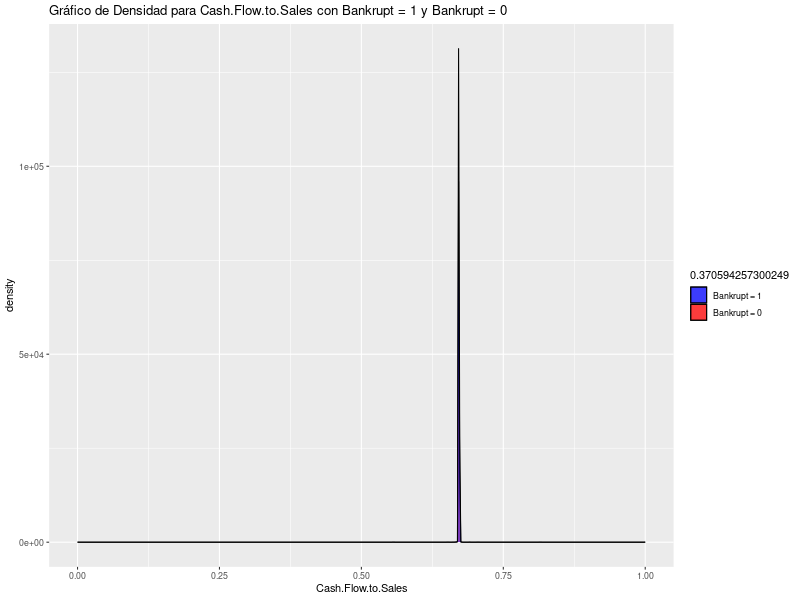 Gráfico de Densidad para Cash.Flow.to.Sales con Bankrupt = 1 y Bankrupt = 0
1e+05
5e+04
0e+00
density
0.00
0.25
0.50
0.75
1.00
Cash.Flow.to.Sales
0.370594257300249
Bankrupt = 1
Bankrupt = 0